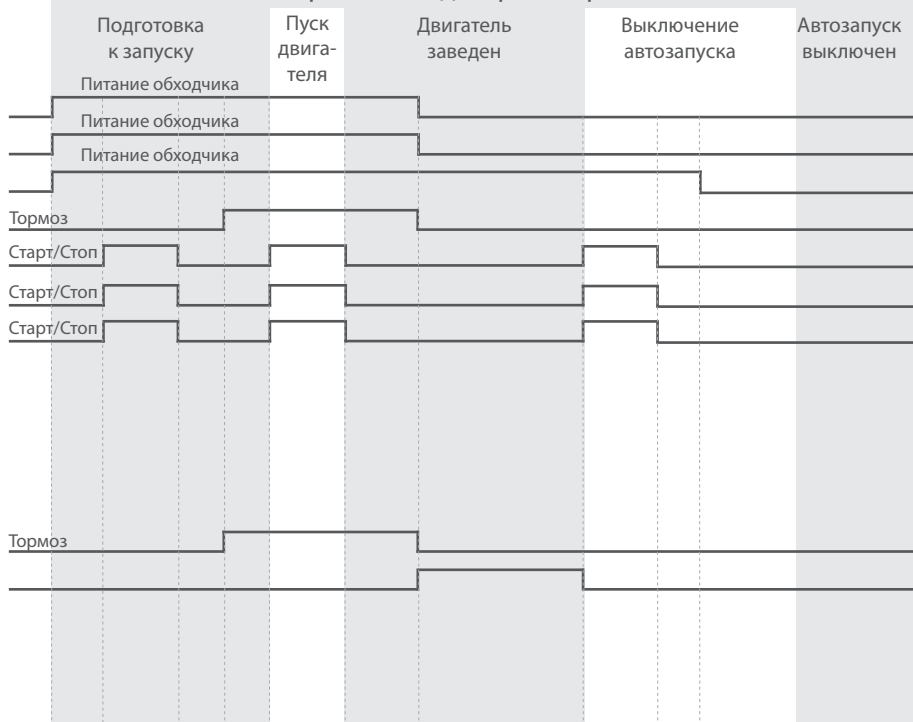 Подготовка
к запуску
Пуск
двига-
теля
Двигатель
заведен
Выключение
автозапуска
Автозапуск
выключен
Питание обходчика
Питание обходчика
Питание обходчика
Тормоз
Старт/Стоп
Старт/Стоп
Старт/Стоп
Тормоз